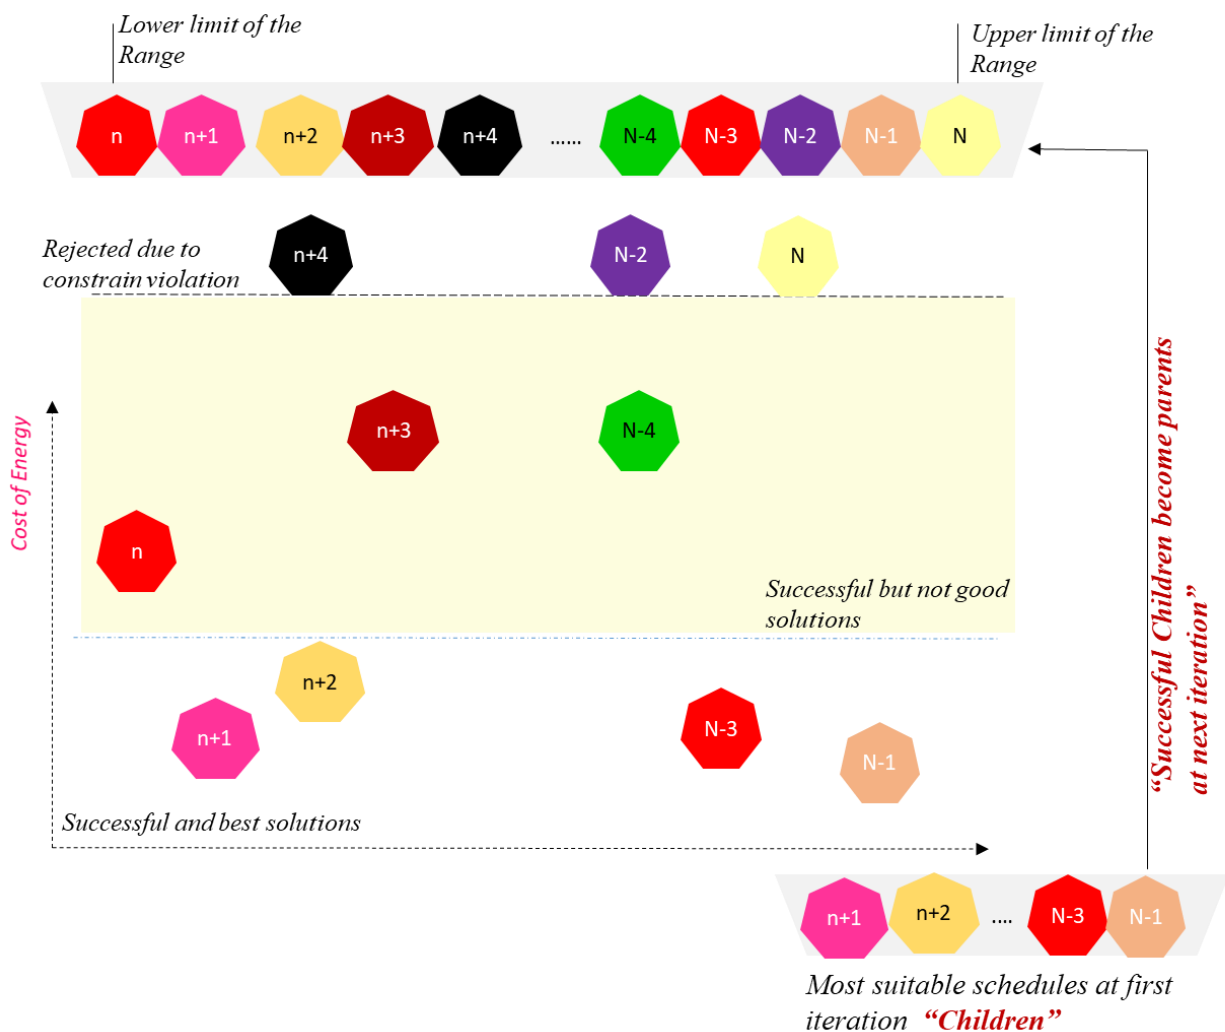 Lower limit of the
Range
Upper limit of the
Range
n
n+1
n+2
n+3
n+4
......
N-4
N-3
N-2
N-1
N
Rejected due to
constrain violation
n+4
N-2
N
n+3
N-4
n
Cost of Energy
Successful but not good
solutions
n+2
n+1
N-3
N-1
Successful and best solutions
“Successful Children become parents
at next iteration”
n+1
n+2
....
N-3
N-1
Most suitable schedules at first
iteration “Children”